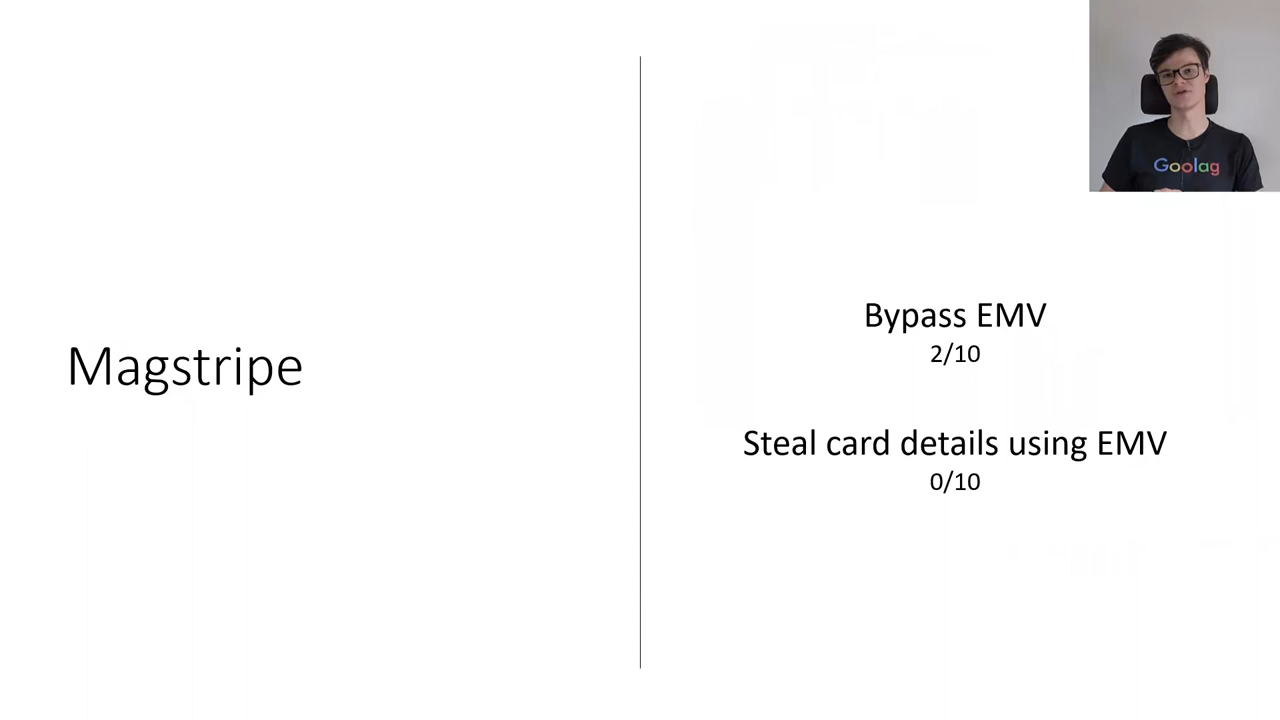 Goolag
Magstripe
Bypass EMV
2/10
Steal card details using EMV
0/10